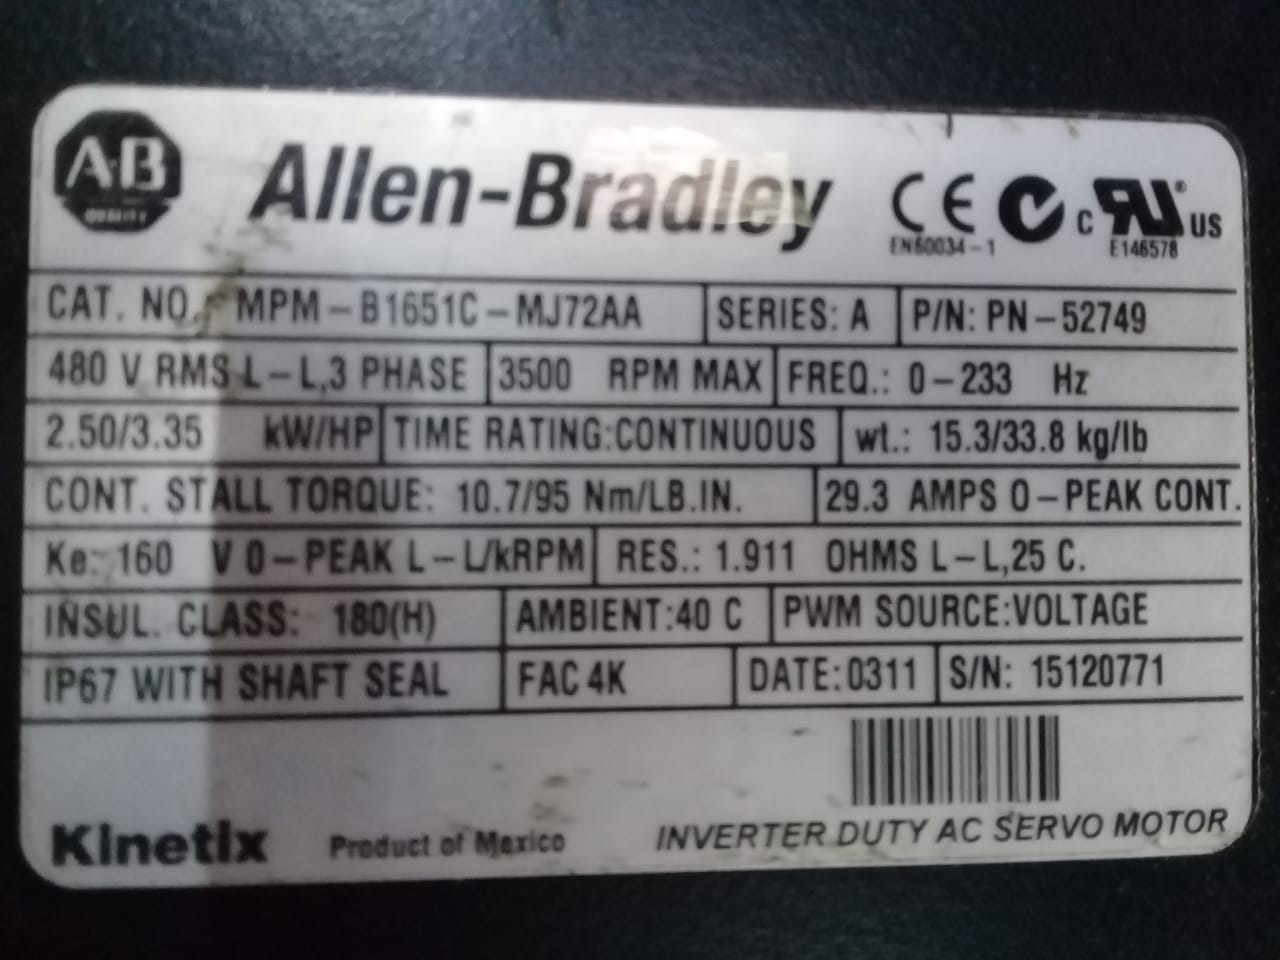 A-B QUALITY
Allen-Bradley
CE EN60034-1 C RU® US E146578
CAT. NO. MPM-B1651C-MJ72AA SERIES: A P/N: PN-52749
480 V RMS L-L,3 PHASE 3500 RPM MAX FREQ.: 0-233 Hz
2.50/3.35 kW/HP TIME RATING:CONTINUOUS wt.: 15.3/33.8 kg/lb
CONT. STALL TORQUE: 10.7/95 Nm/LB.IN. 29.3 AMPS 0-PEAK CONT.
Ke: 160 V 0-PEAK L-L/kRPM RES.: 1.911 OHMS L-L,25 C.
INSUL. CLASS: 180(H) AMBIENT:40 C PWM SOURCE:VOLTAGE
IP67 WITH SHAFT SEAL FAC 4K DATE:0311 S/N: 15120771
Kinetix Product of Mexico INVERTER DUTY AC SERVO MOTOR